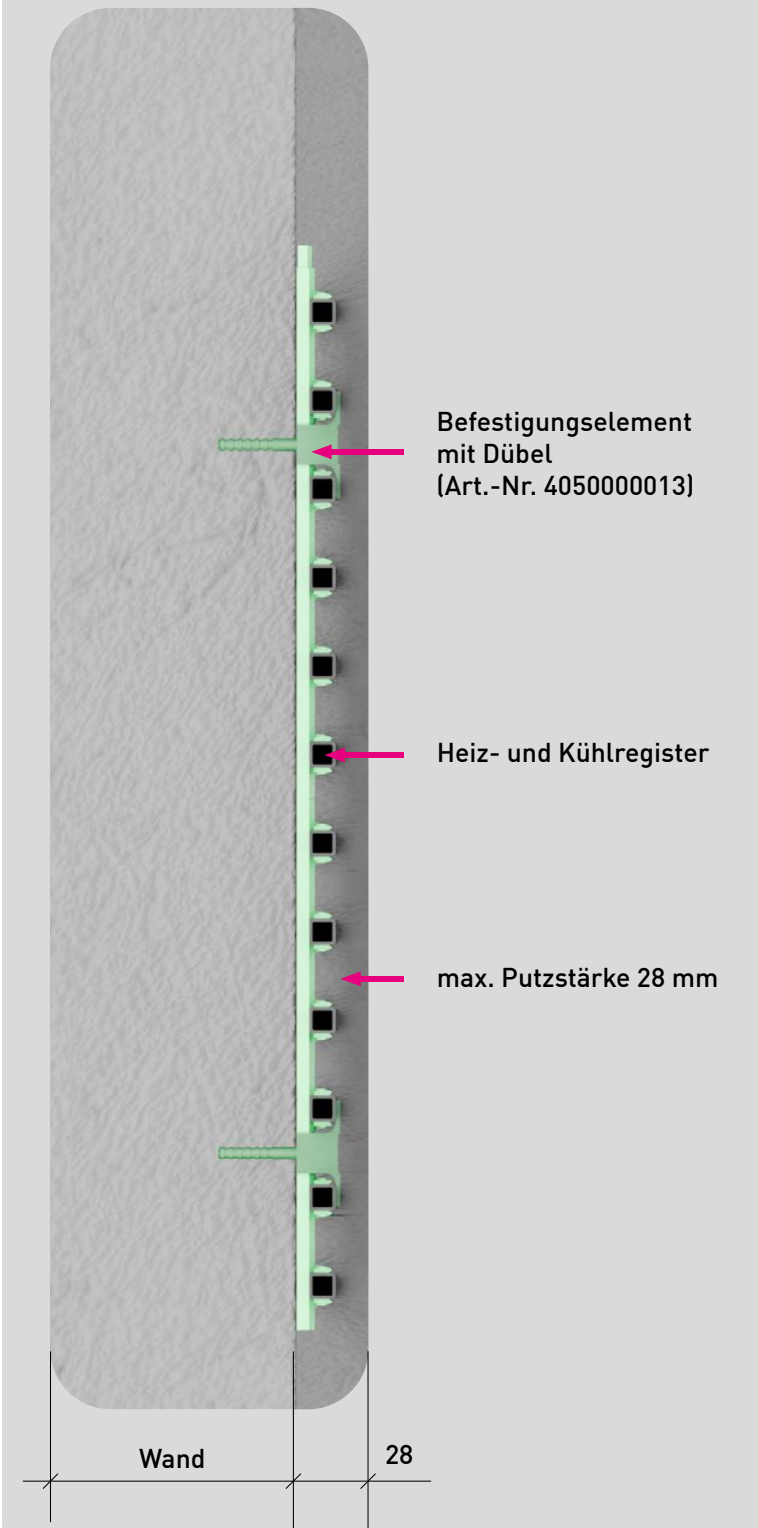 Befestigungselement
mit Dübel
(Art.-Nr. 4050000013)
Heiz- und Kühlregister
max. Putzstärke 28 mm
Wand
28